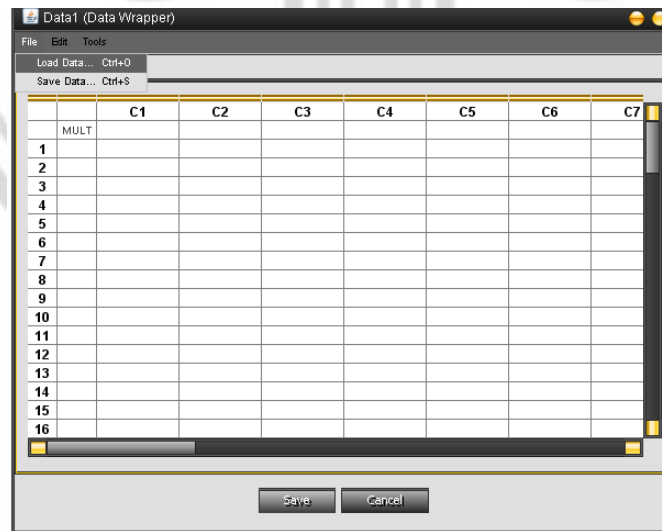 Data1 (Data Wrapper)
File Edit Tools
Load Data... Ctrl+O
Save Data... Ctrl+S
C1 C2 C3 C4 C5 C6 C7
MULT
1
2
3
4
5
6
7
8
9
10
11
12
13
14
15
16
Save Cancel